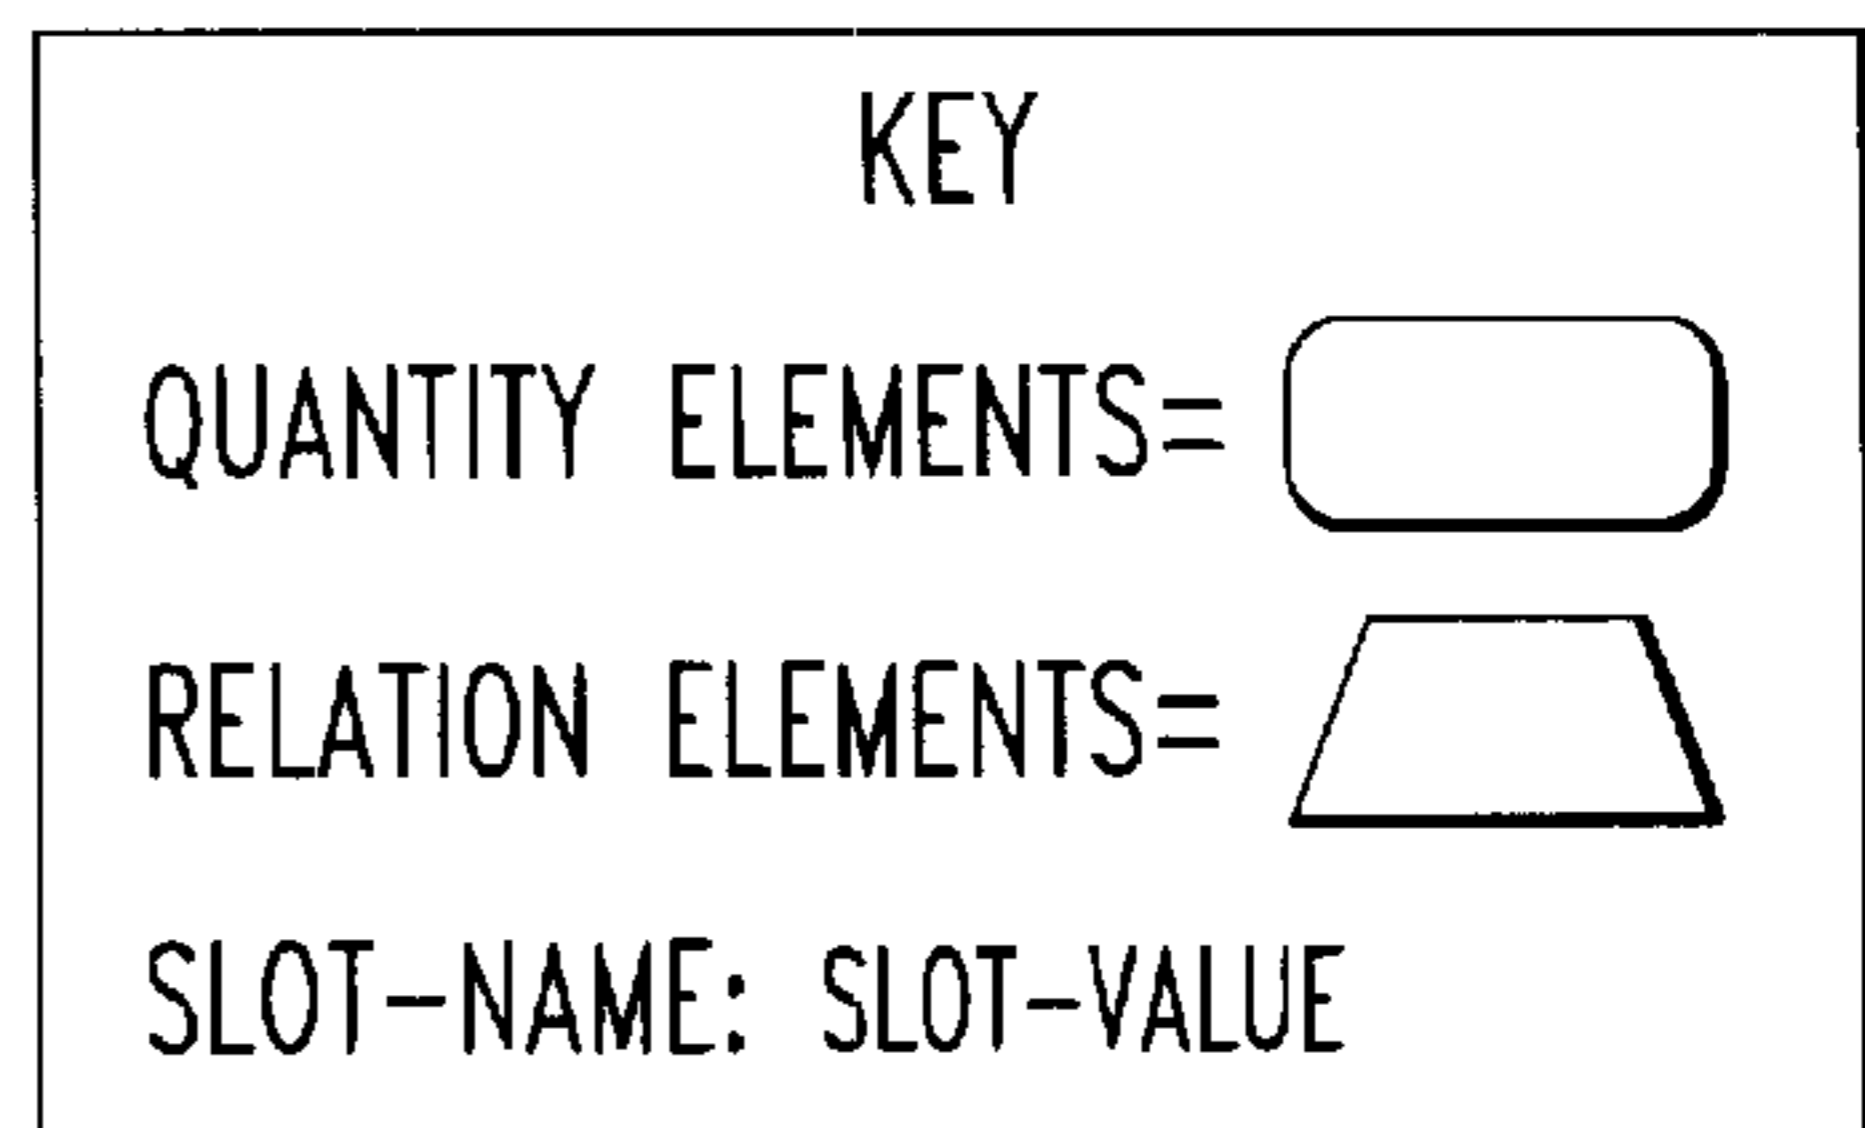 KEY
QUANTITY ELEMENTS=
RELATION ELEMENTS=
SLOT-NAME: SLOT-VALUE